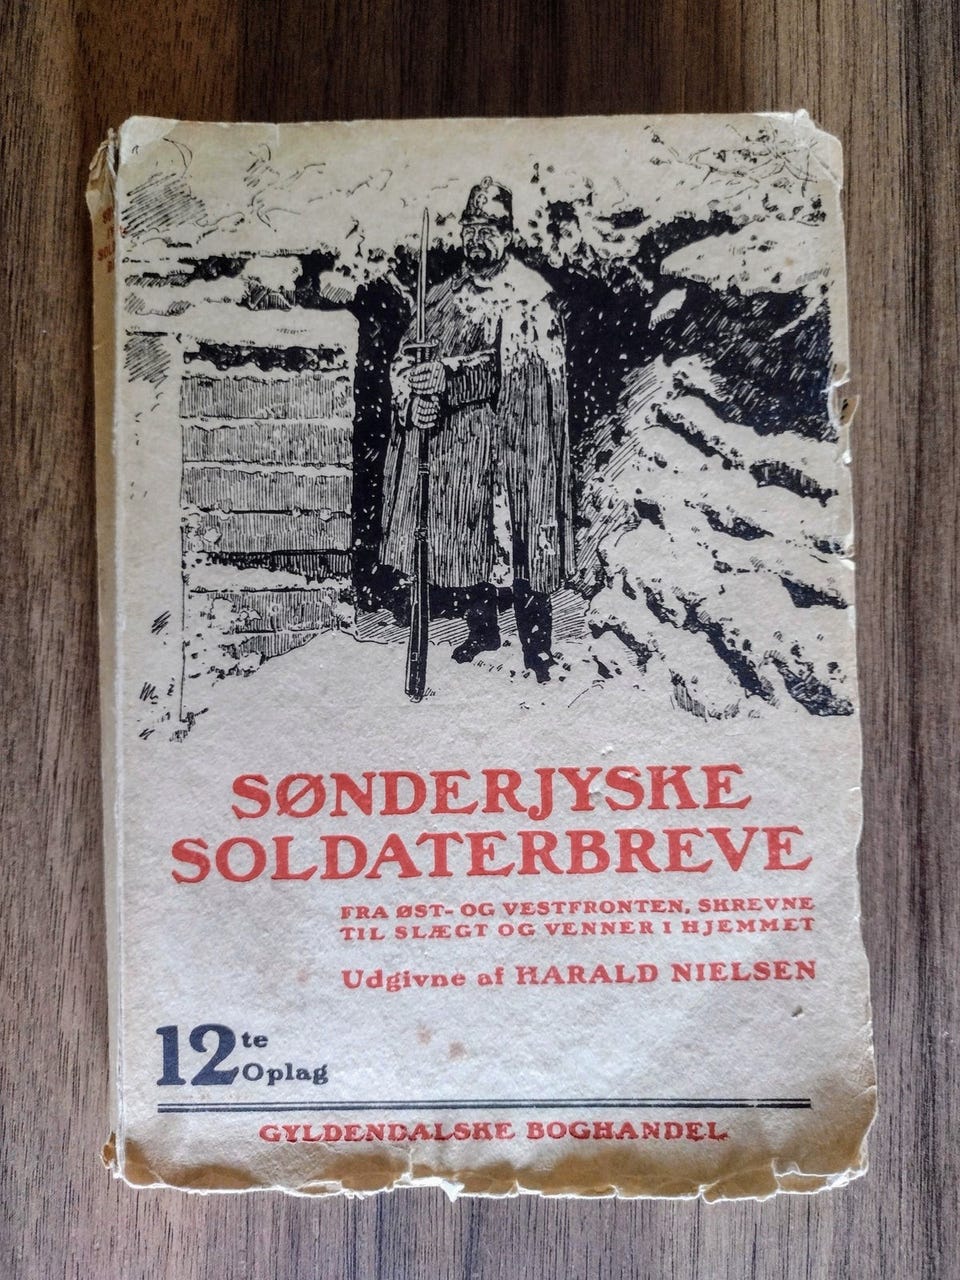 SØNDERJYSKE
SOLDATERBREVE
FRA ØST- OG VESTFRONTEN, SKREVNE
TIL SLÆGT OG VENNER I HJEMMET
Udgivne af HARALD NIELSEN
12te
Oplag
GYLDENDALSKE BOGHANDEL